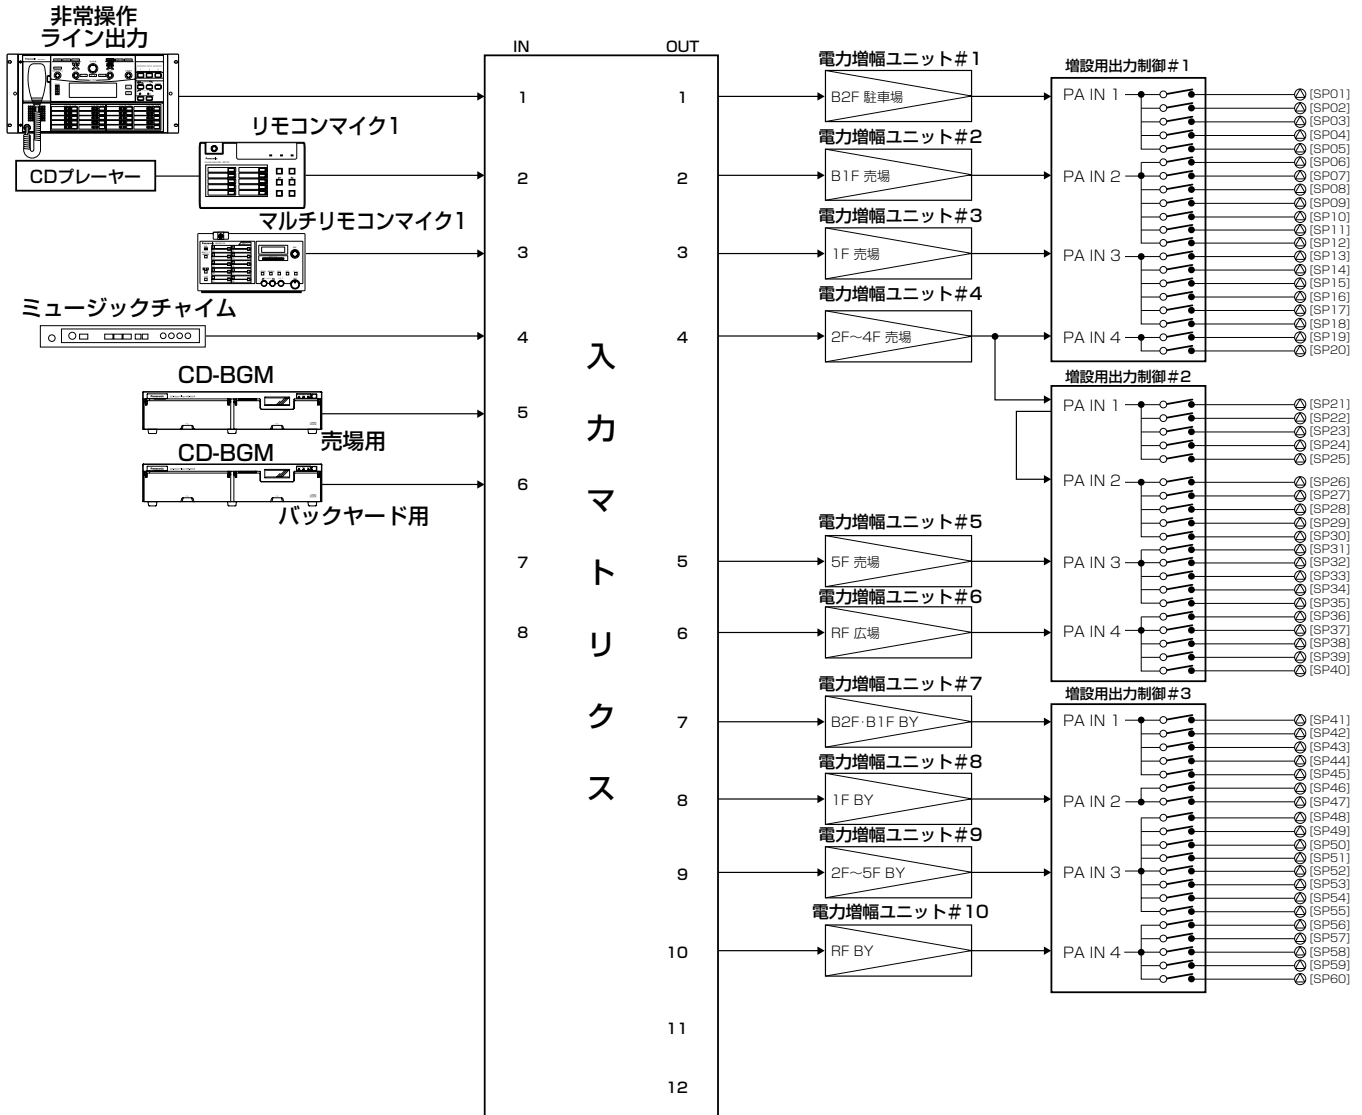 非常操作
ライン出力
リモコンマイク1
CDプレーヤー
マルチリモコンマイク1
ミュージックチャイム
CD-BGM
売場用
CD-BGM
バックヤード用
IN
OUT
1
2
3
4
5
6
7
8
入力マトリクス
1
2
3
4
5
6
7
8
9
10
11
12
電力増幅ユニット#1
B2F 駐車場
電力増幅ユニット#2
B1F 売場
電力増幅ユニット#3
1F 売場
電力増幅ユニット#4
2F～4F 売場
電力増幅ユニット#5
5F 売場
電力増幅ユニット#6
RF 広場
電力増幅ユニット#7
B2F·B1F BY
電力増幅ユニット#8
1F BY
電力増幅ユニット#9
2F～5F BY
電力増幅ユニット#10
RF BY
増設用出力制御#1
PA IN 1
PA IN 2
PA IN 3
PA IN 4
[SP01]
[SP02]
[SP03]
[SP04]
[SP05]
[SP06]
[SP07]
[SP08]
[SP09]
[SP10]
[SP11]
[SP12]
[SP13]
[SP14]
[SP15]
[SP16]
[SP17]
[SP18]
[SP19]
[SP20]
増設用出力制御#2
PA IN 1
PA IN 2
PA IN 3
PA IN 4
[SP21]
[SP22]
[SP23]
[SP24]
[SP25]
[SP26]
[SP27]
[SP28]
[SP29]
[SP30]
[SP31]
[SP32]
[SP33]
[SP34]
[SP35]
[SP36]
[SP37]
[SP38]
[SP39]
[SP40]
増設用出力制御#3
PA IN 1
PA IN 2
PA IN 3
PA IN 4
[SP41]
[SP42]
[SP43]
[SP44]
[SP45]
[SP46]
[SP47]
[SP48]
[SP49]
[SP50]
[SP51]
[SP52]
[SP53]
[SP54]
[SP55]
[SP56]
[SP57]
[SP58]
[SP59]
[SP60]